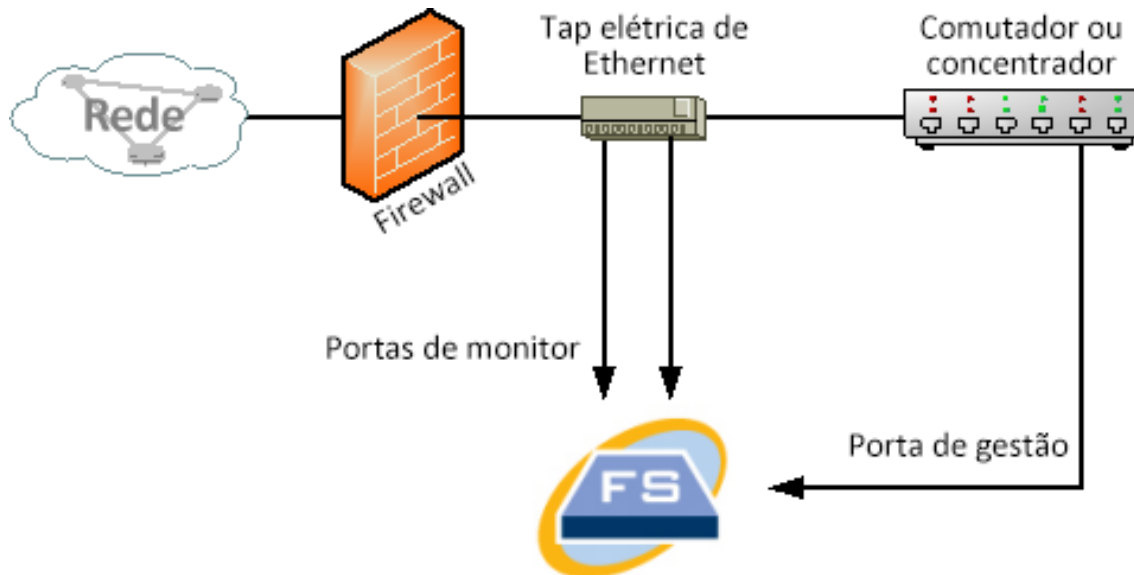 Tap elétrica de
Ethernet
Comutador ou
concentrador
Rede
Firewall
Portas de monitor
Porta de gestão
FS